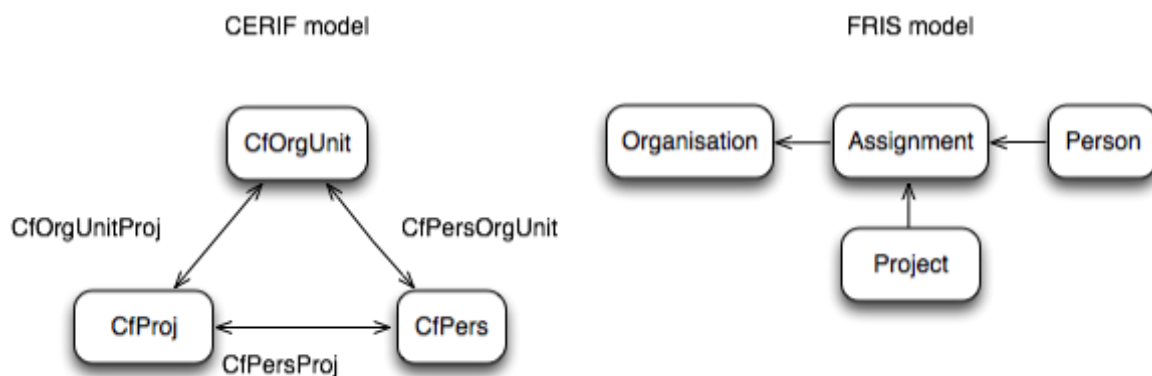 CERIF model
CfOrgUnit
CfOrgUnitProj
CfPersOrgUnit
CfProj
CfPers
CfPersProj
FRIS model
Organisation
Assignment
Person
Project